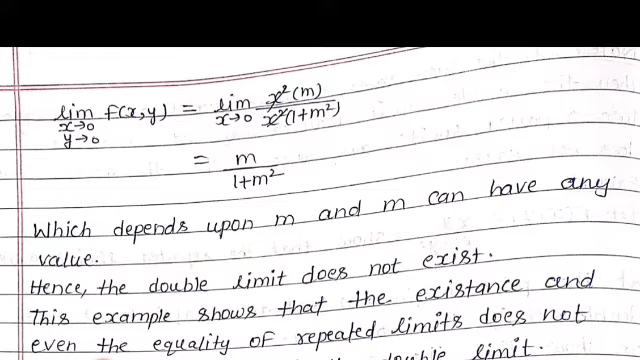 lim f(x,y) = lim x²(m) / x²(1+m²)
x→0 x→0
y→0
= m / 1+m²
Which depends upon m and m can have any
value.
Hence, the double limit does not exist.
This example shows that the existance and
even the equality of repeated limits does not
double limit.